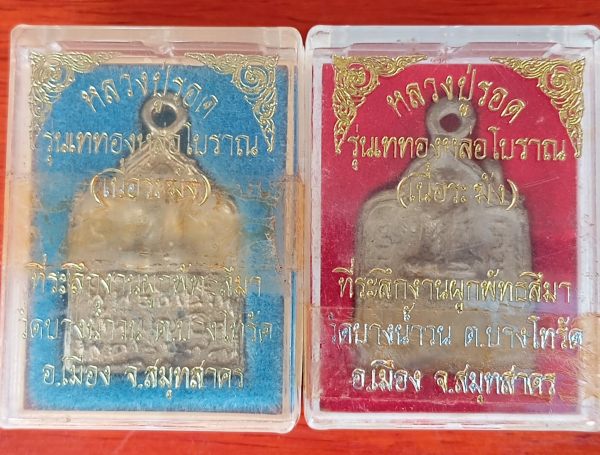 หลวงปู่รอด
รุ่นเททองหล่อโบราณ
(เนื้อระฆัง)
ที่ระลึกงานผูกพัทธสีมา
วัดบางน้ำวน ต.บางโทรัด
อ.เมือง จ.สมุทสาคร
หลวงปู่รอด
รุ่นเททองหล่อโบราณ
(เนื้อระฆัง)
ที่ระลึกงานผูกพัทธสีมา
วัดบางน้ำวน ต.บางโทรัด
อ.เมือง จ.สมุทสาคร